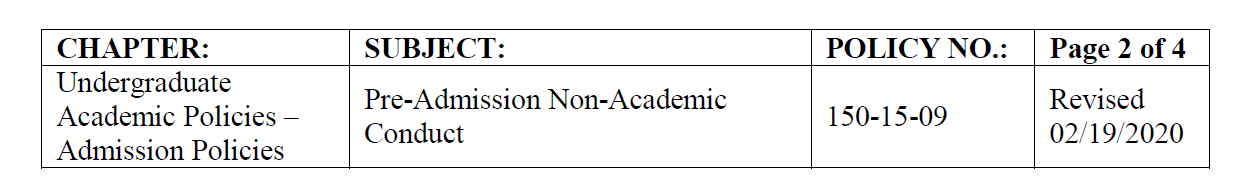 CHAPTER: SUBJECT: POLICY NO.: Page 2 of 4
Undergraduate
Academic Policies –
Admission Policies
Pre-Admission Non-Academic
Conduct
150-15-09
Revised
02/19/2020